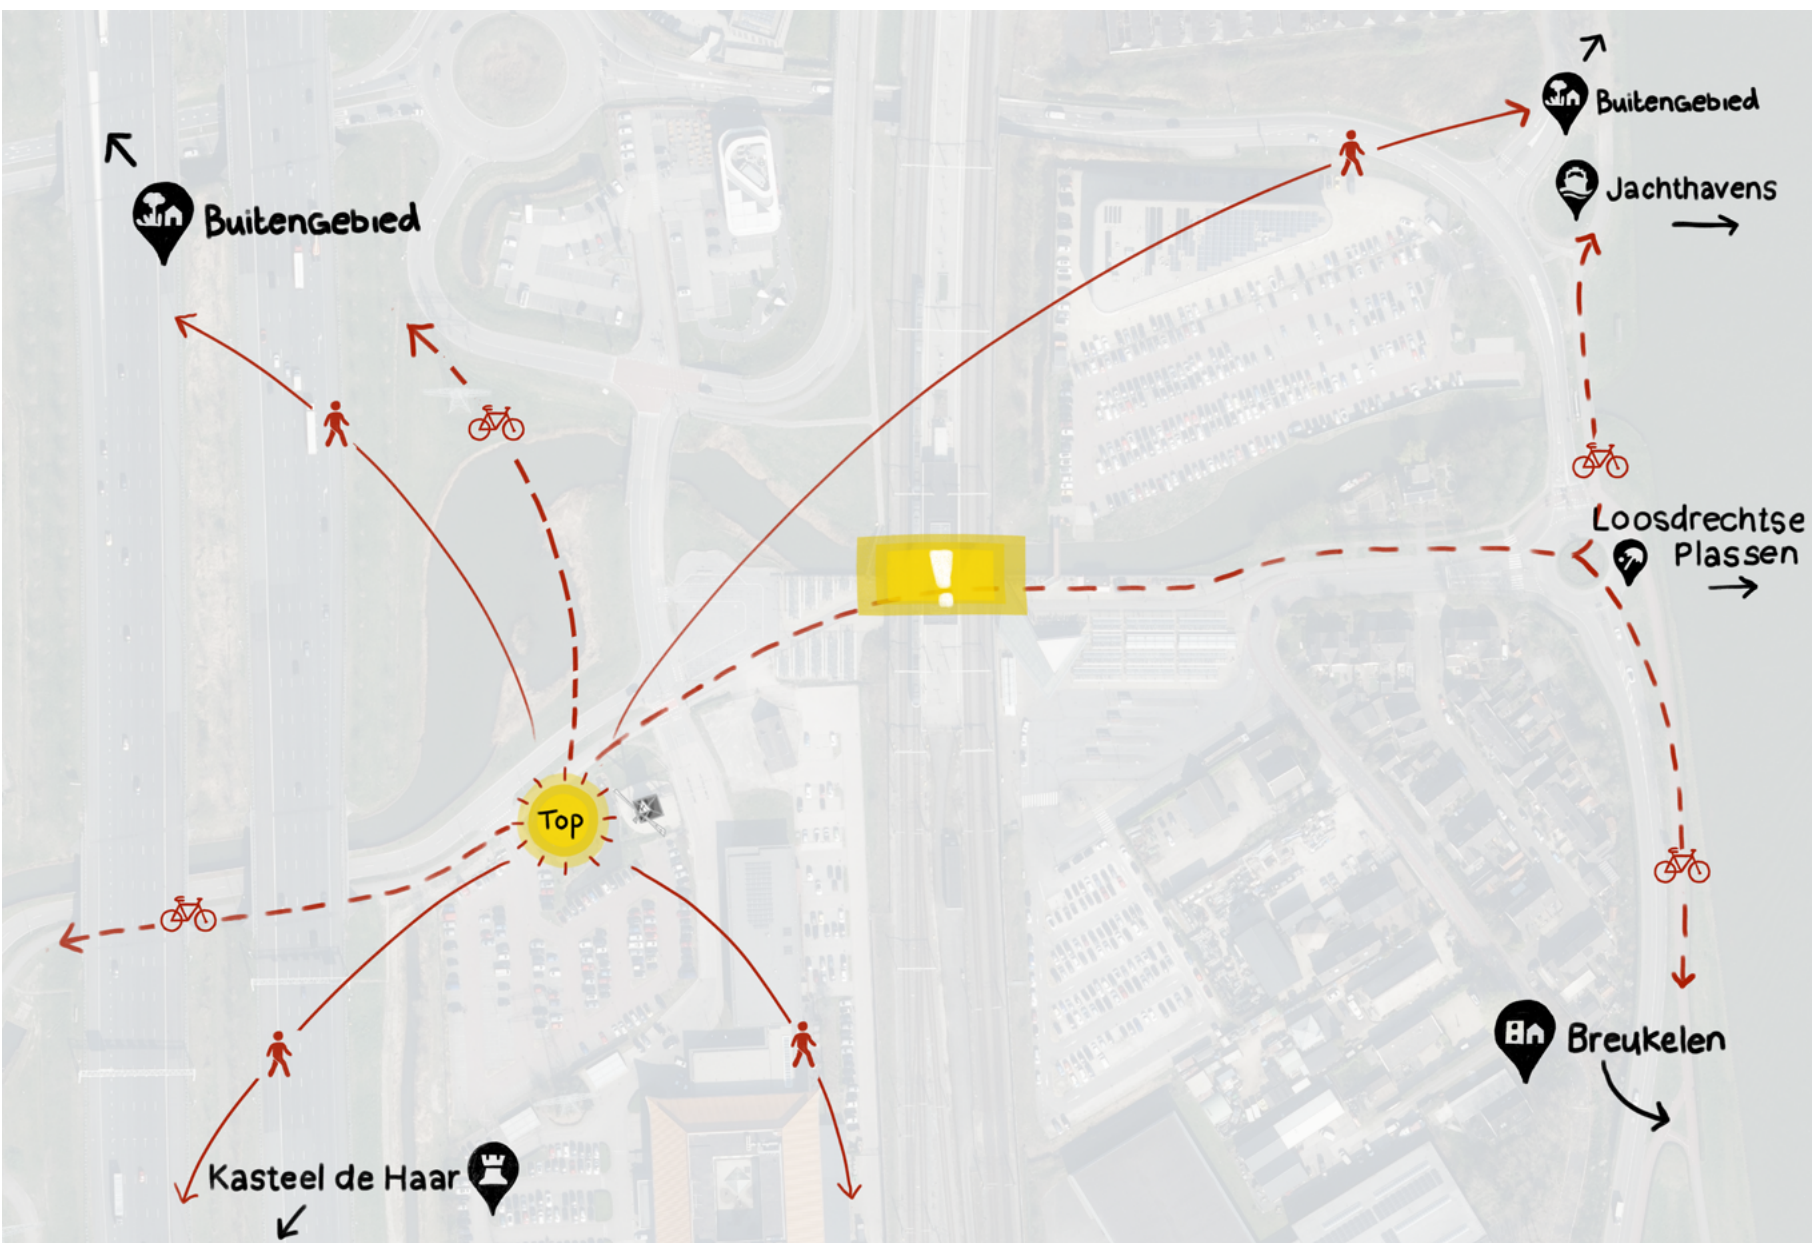 Buitengebied
Jachthavens
Buitengebied
Loosdrechtse
Plassen
!
Top
Breukelen
Kasteel de Haar